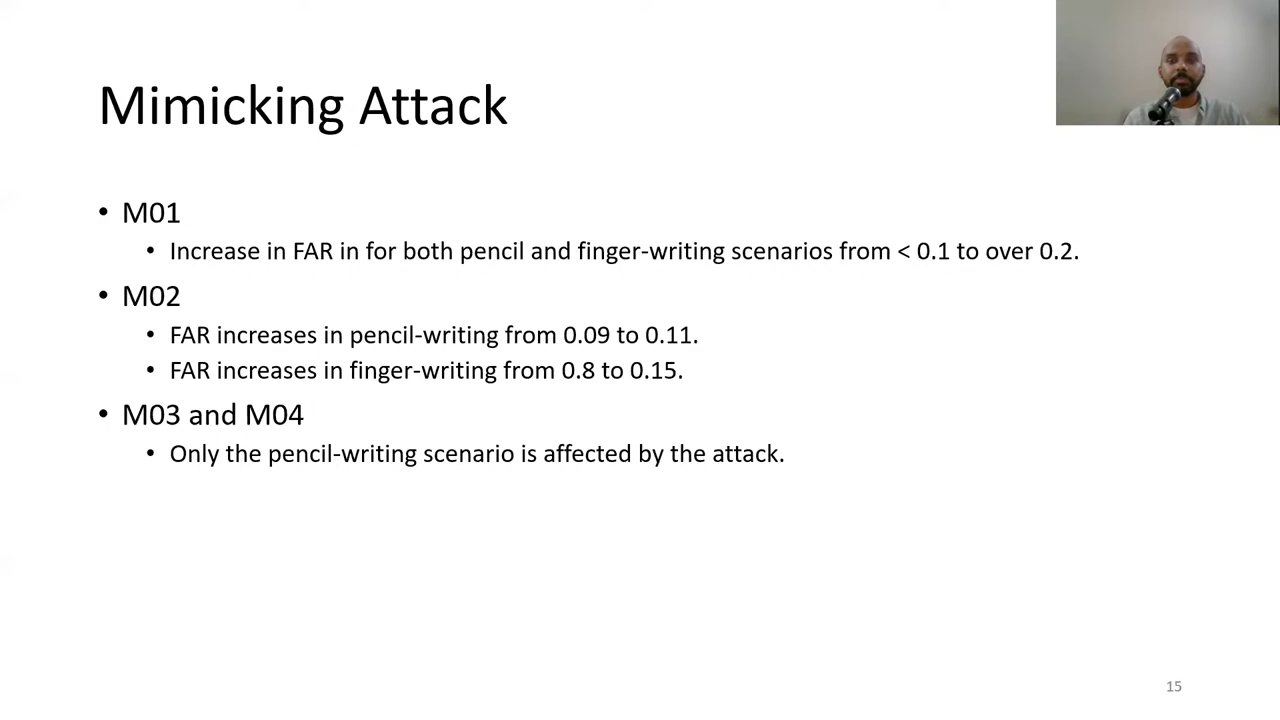 Mimicking Attack
• M01
• Increase in FAR in for both pencil and finger-writing scenarios from < 0.1 to over 0.2.
• M02
• FAR increases in pencil-writing from 0.09 to 0.11.
• FAR increases in finger-writing from 0.8 to 0.15.
• M03 and M04
• Only the pencil-writing scenario is affected by the attack.
15